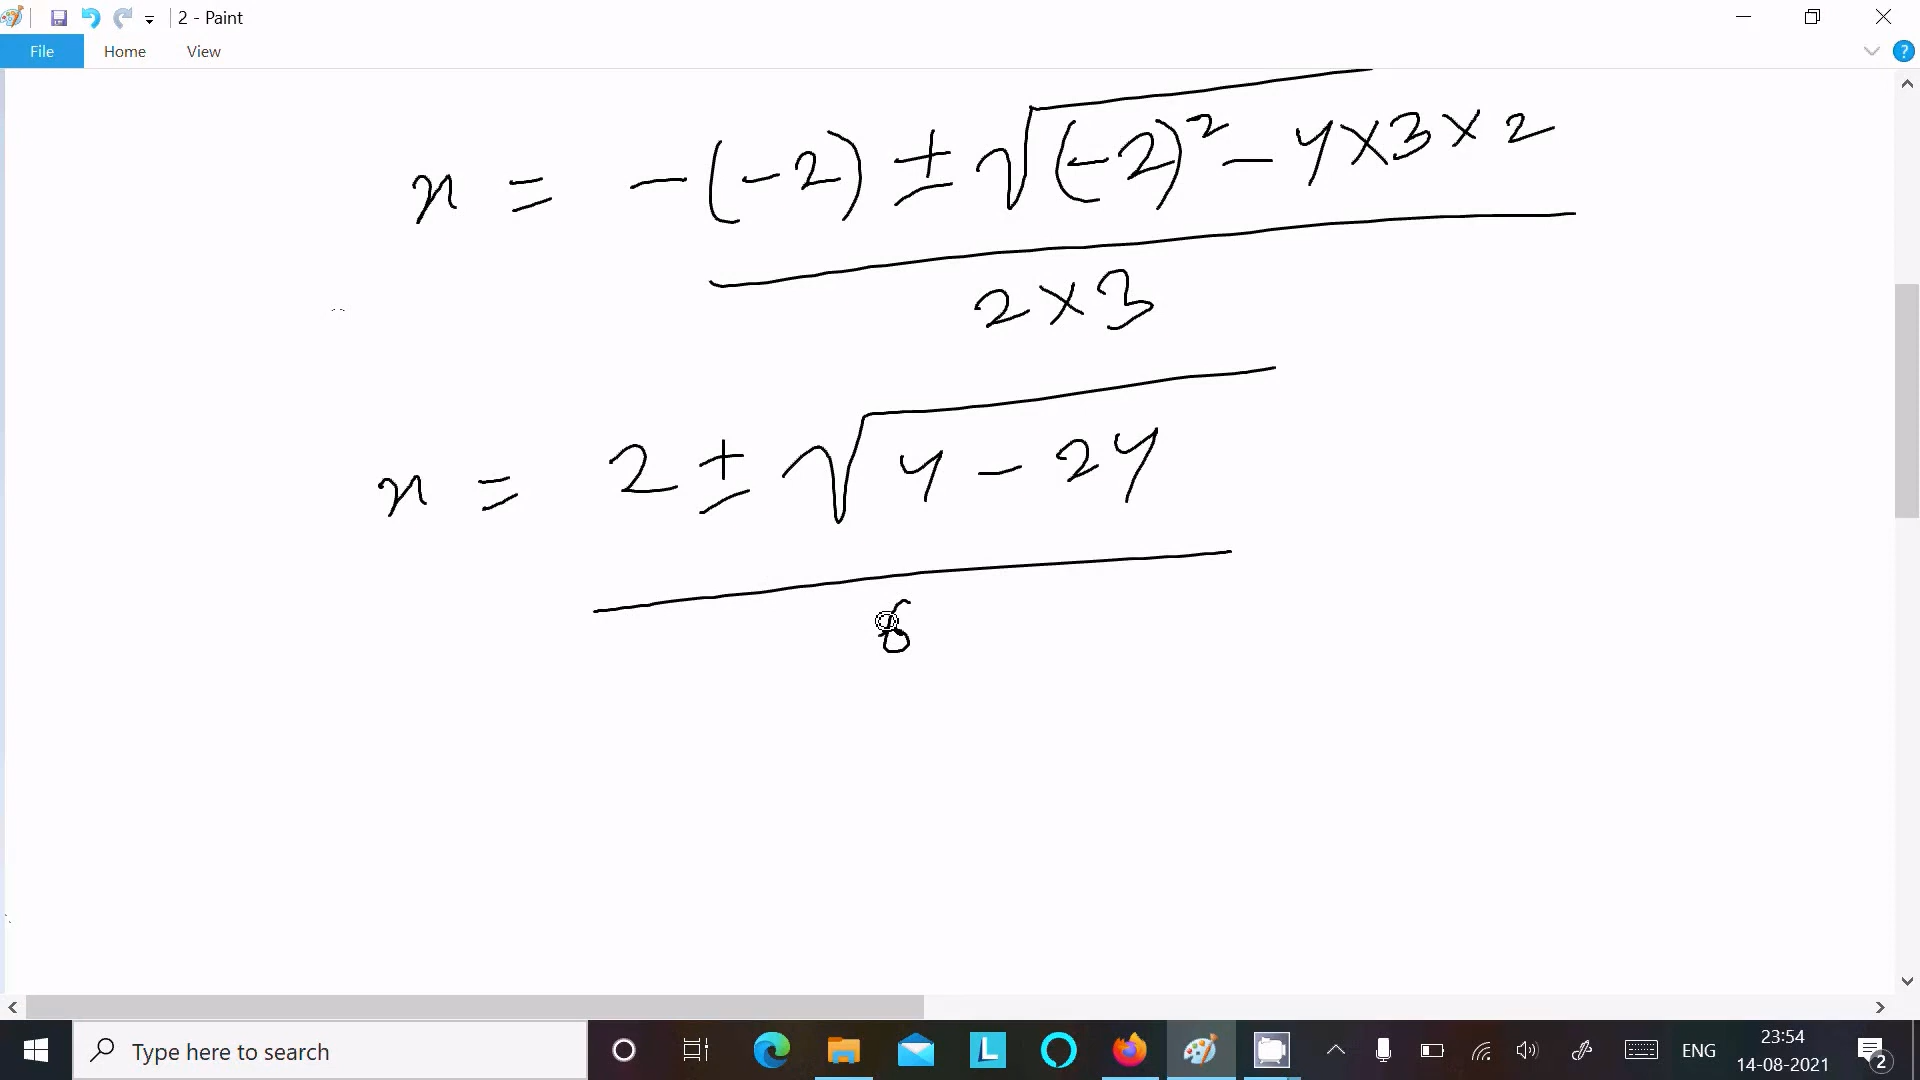 2 - Paint
File Home View
x = -(-2) ± √(-2)² - 4×3×2
2×3
x = 2 ± √4 - 24
6
Type here to search
L
ENG
23:54
14-08-2021
2